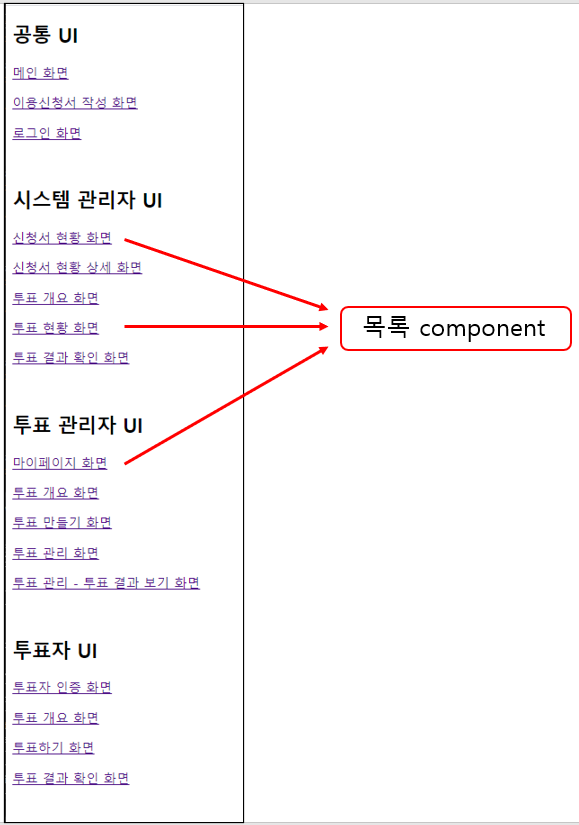 공통 UI
메인 화면
이용신청서 작성 화면
로그인 화면
시스템 관리자 UI
신청서 현황 화면
신청서 현황 상세 화면
투표 개요 화면
투표 현황 화면
투표 결과 확인 화면
목록 component
투표 관리자 UI
마이페이지 화면
투표 개요 화면
투표 만들기 화면
투표 관리 화면
투표 관리 - 투표 결과 보기 화면
투표자 UI
투표자 인증 화면
투표 개요 화면
투표하기 화면
투표 결과 확인 화면